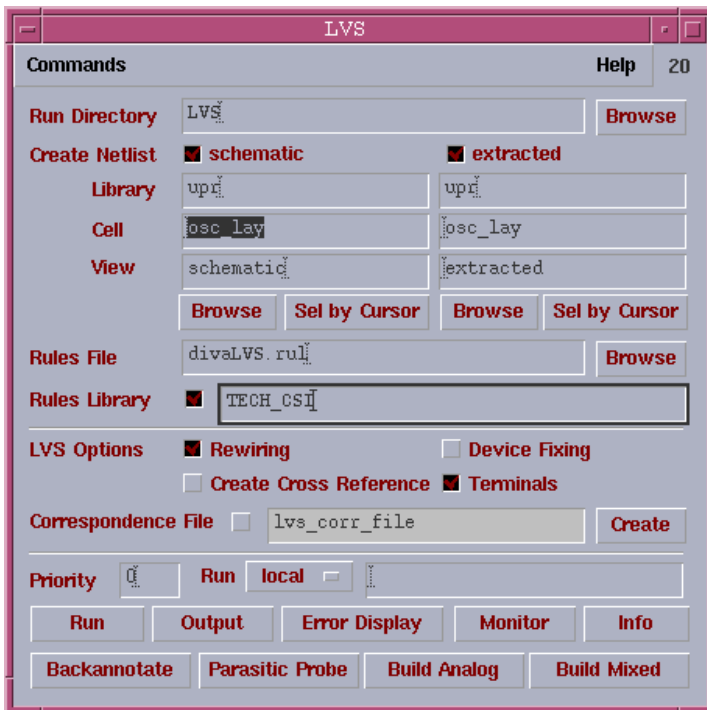 LVS
Commands Help 20
Run Directory LVS Browse
Create Netlist schematic extracted
Library upr upr
Cell osc_lay osc_lay
View schematic extracted
Browse Sel by Cursor Browse Sel by Cursor
Rules File divaLVS.rul Browse
Rules Library TECH_CSI
LVS Options Rewiring Device Fixing
Create Cross Reference Terminals
Correspondence File lvs_corr_file Create
Priority 0 Run local
Run Output Error Display Monitor Info
Backannotate Parasitic Probe Build Analog Build Mixed